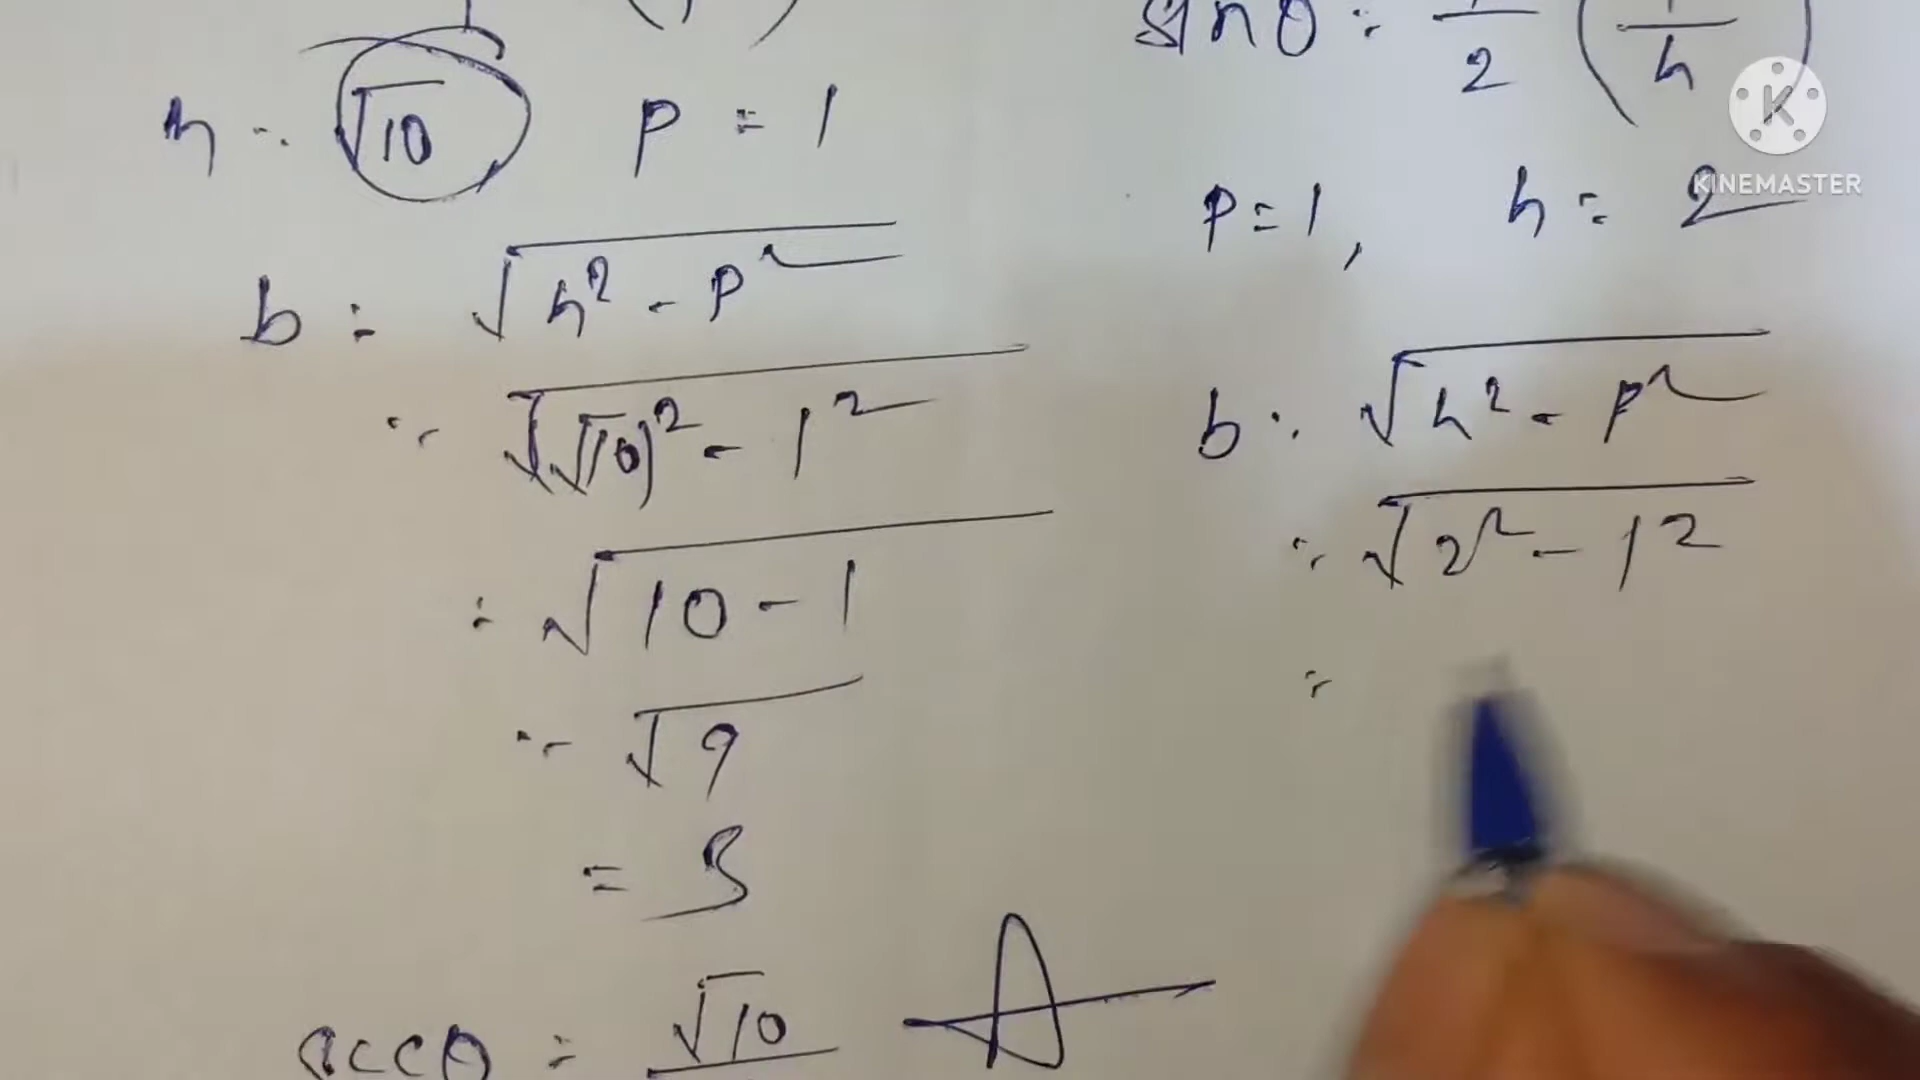 h = √10 p = 1
b = √h² - p²
= √(√10)² - 1²
= √10 - 1
= √9
= 3
secθ = √10
sinθ = 1/2 (p/h)
p = 1, h = 2
b = √h² - p²
= √2² - 1²
=
KINEMASTER